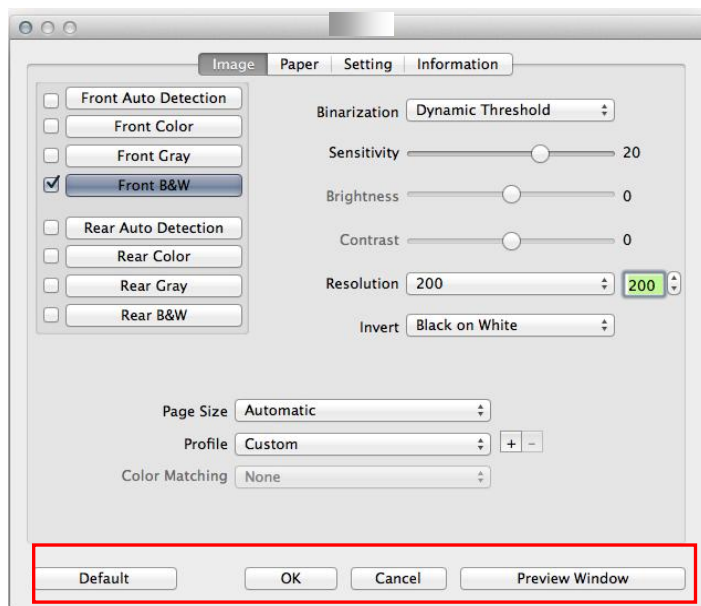 Image Paper Setting Information
Front Auto Detection
Front Color
Front Gray
Front B&W
Rear Auto Detection
Rear Color
Rear Gray
Rear B&W
Binarization Dynamic Threshold
Sensitivity 20
Brightness 0
Contrast 0
Resolution 200 200
Invert Black on White
Page Size Automatic
Profile Custom + -
Color Matching None
Default OK Cancel Preview Window